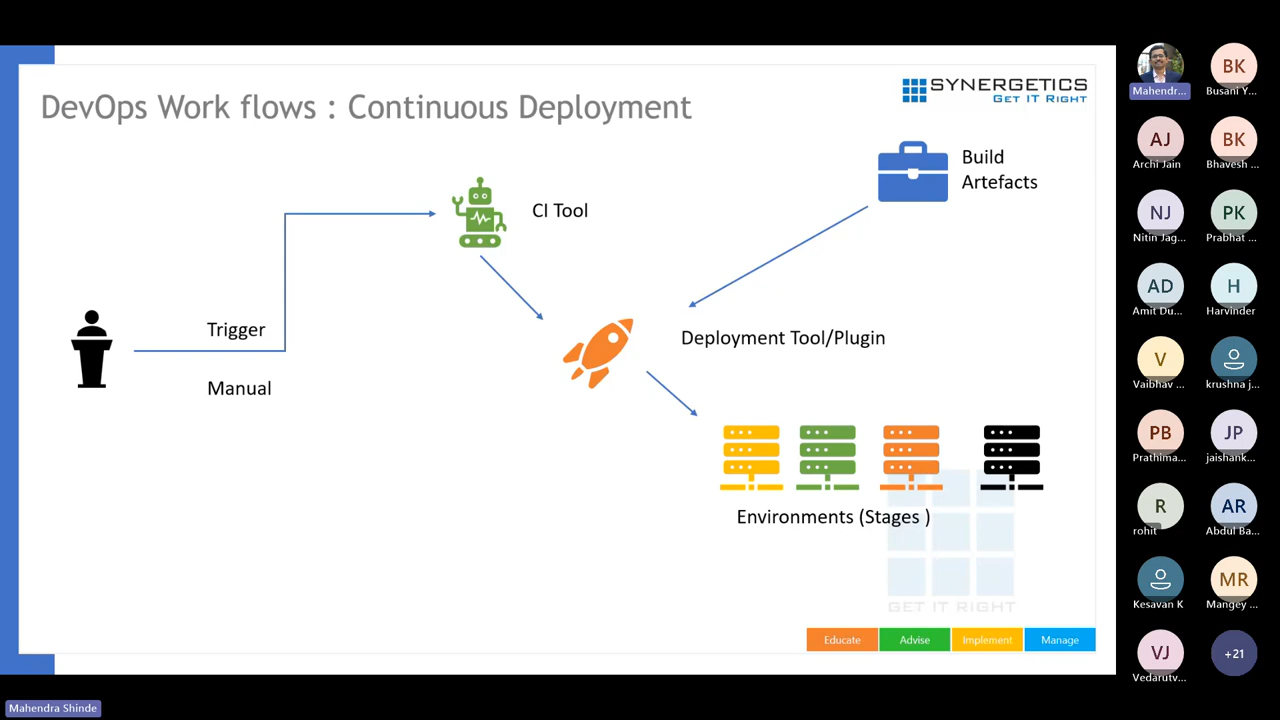 DevOps Work flows : Continuous Deployment
SYNERGETICS
GET IT RIGHT
Build
Artefacts
CI Tool
Trigger
Manual
Deployment Tool/Plugin
Environments (Stages )
GET IT RIGHT
Educate
Advise
Implement
Manage
Mahendra Shinde
Mahendr...
BK
Busani Y...
AJ
Archi Jain
BK
Bhavesh ...
NJ
Nitin Jag...
PK
Prabhat ...
AD
Amit Du...
H
Harvinder
V
Vaibhav ...
krushna j...
PB
Prathima...
JP
jaishank...
R
rohit
AR
Abdul Ba...
Kesavan K
MR
Mangey ...
VJ
Vedarutv...
+21